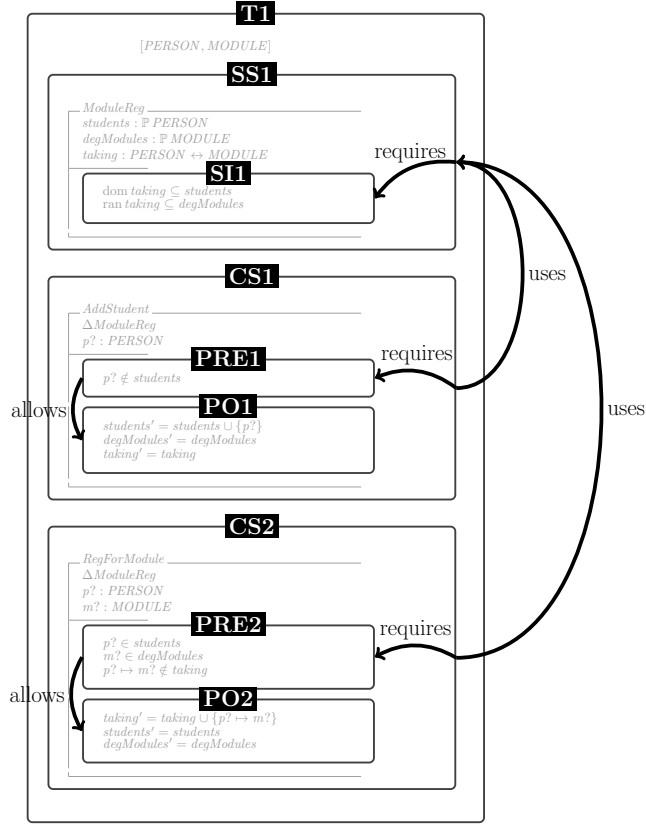 T1
[PERSON, MODULE]
SS1
ModuleReg
students : ℙ PERSON
degModules : ℙ MODULE
taking : PERSON ↔ MODULE
requires
SI1
dom taking ⊆ students
ran taking ⊆ degModules
CS1
uses
AddStudent
ΔModuleReg
p? : PERSON
requires
PRE1
p? ∉ students
allows
uses
PO1
students′ = students ∪ {p?}
degModules′ = degModules
taking′ = taking
CS2
RegForModule
ΔModuleReg
p? : PERSON
m? : MODULE
requires
PRE2
p? ∈ students
m? ∈ degModules
p? ↦ m? ∉ taking
allows
PO2
taking′ = taking ∪ {p? ↦ m?}
students′ = students
degModules′ = degModules